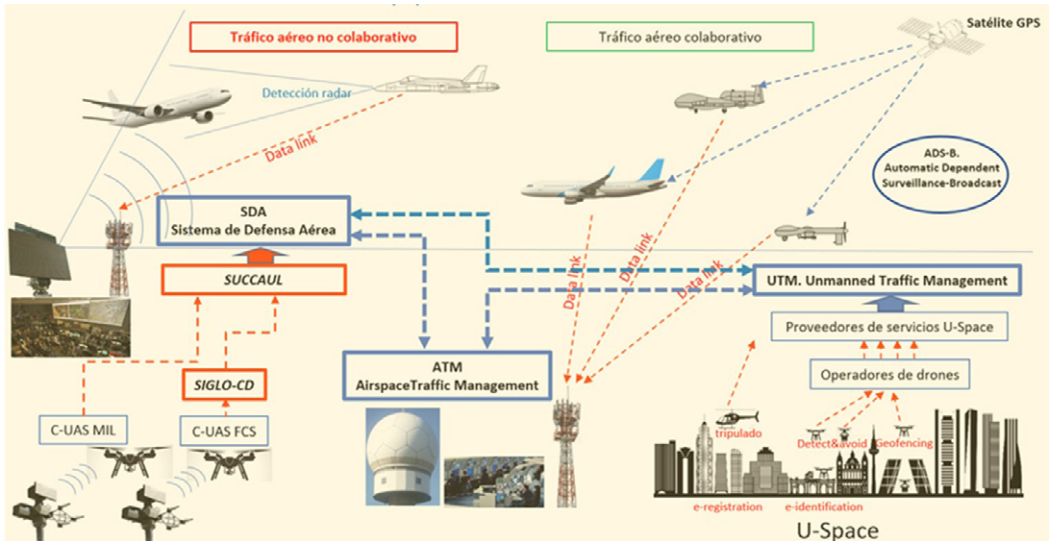 Tráfico aéreo no colaborativo
Tráfico aéreo colaborativo
Satélite GPS
Detección radar
Data link
ADS-B.
Automatic Dependent
Surveillance-Broadcast
SDA
Sistema de Defensa Aérea
Data link
Data link
Data link
SUCCAUL
UTM. Unmanned Traffic Management
Proveedores de servicios U-Space
ATM
AirspaceTraffic Management
SIGLO-CD
Operadores de drones
C-UAS MIL
C-UAS FCS
tripulado
Detect&avoid
Geofencing
e-registration
e-identification
U-Space